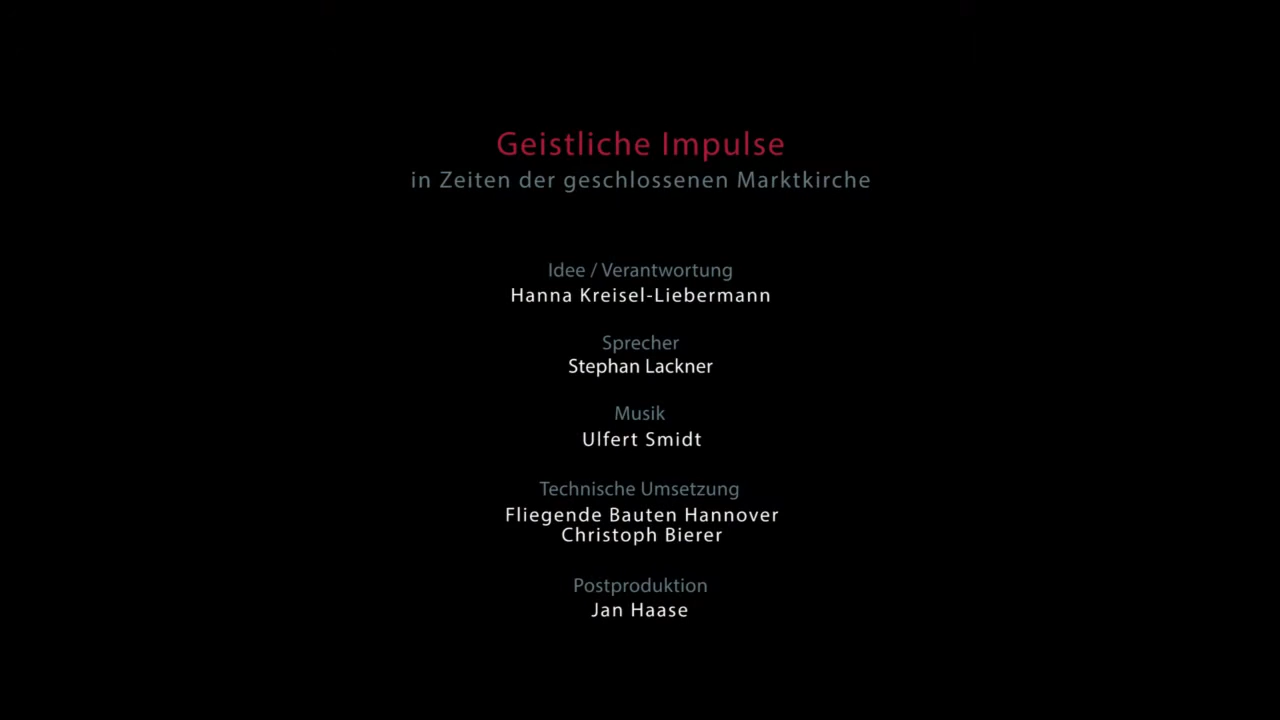 Geistliche Impulse
in Zeiten der geschlossenen Marktkirche
Idee / Verantwortung
Hanna Kreisel-Liebermann
Sprecher
Stephan Lackner
Musik
Ulfert Smidt
Technische Umsetzung
Fliegende Bauten Hannover
Christoph Bierer
Postproduktion
Jan Haase